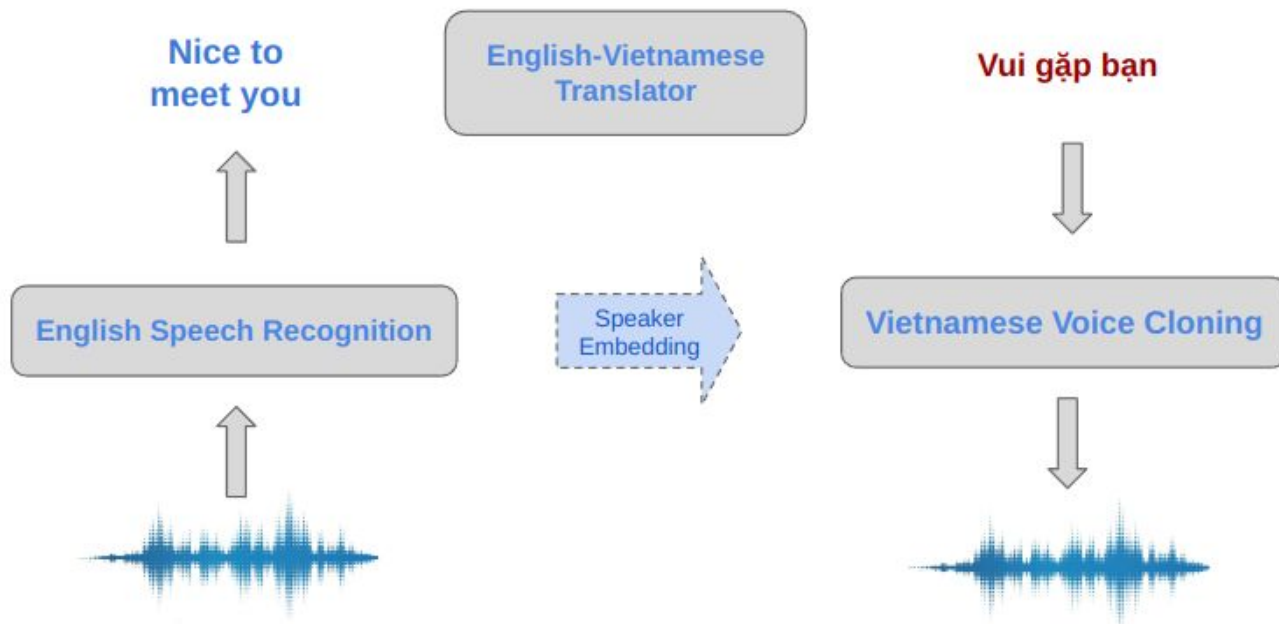 Nice to
meet you
English-Vietnamese
Translator
Vui gặp bạn
English Speech Recognition
Speaker
Embedding
Vietnamese Voice Cloning